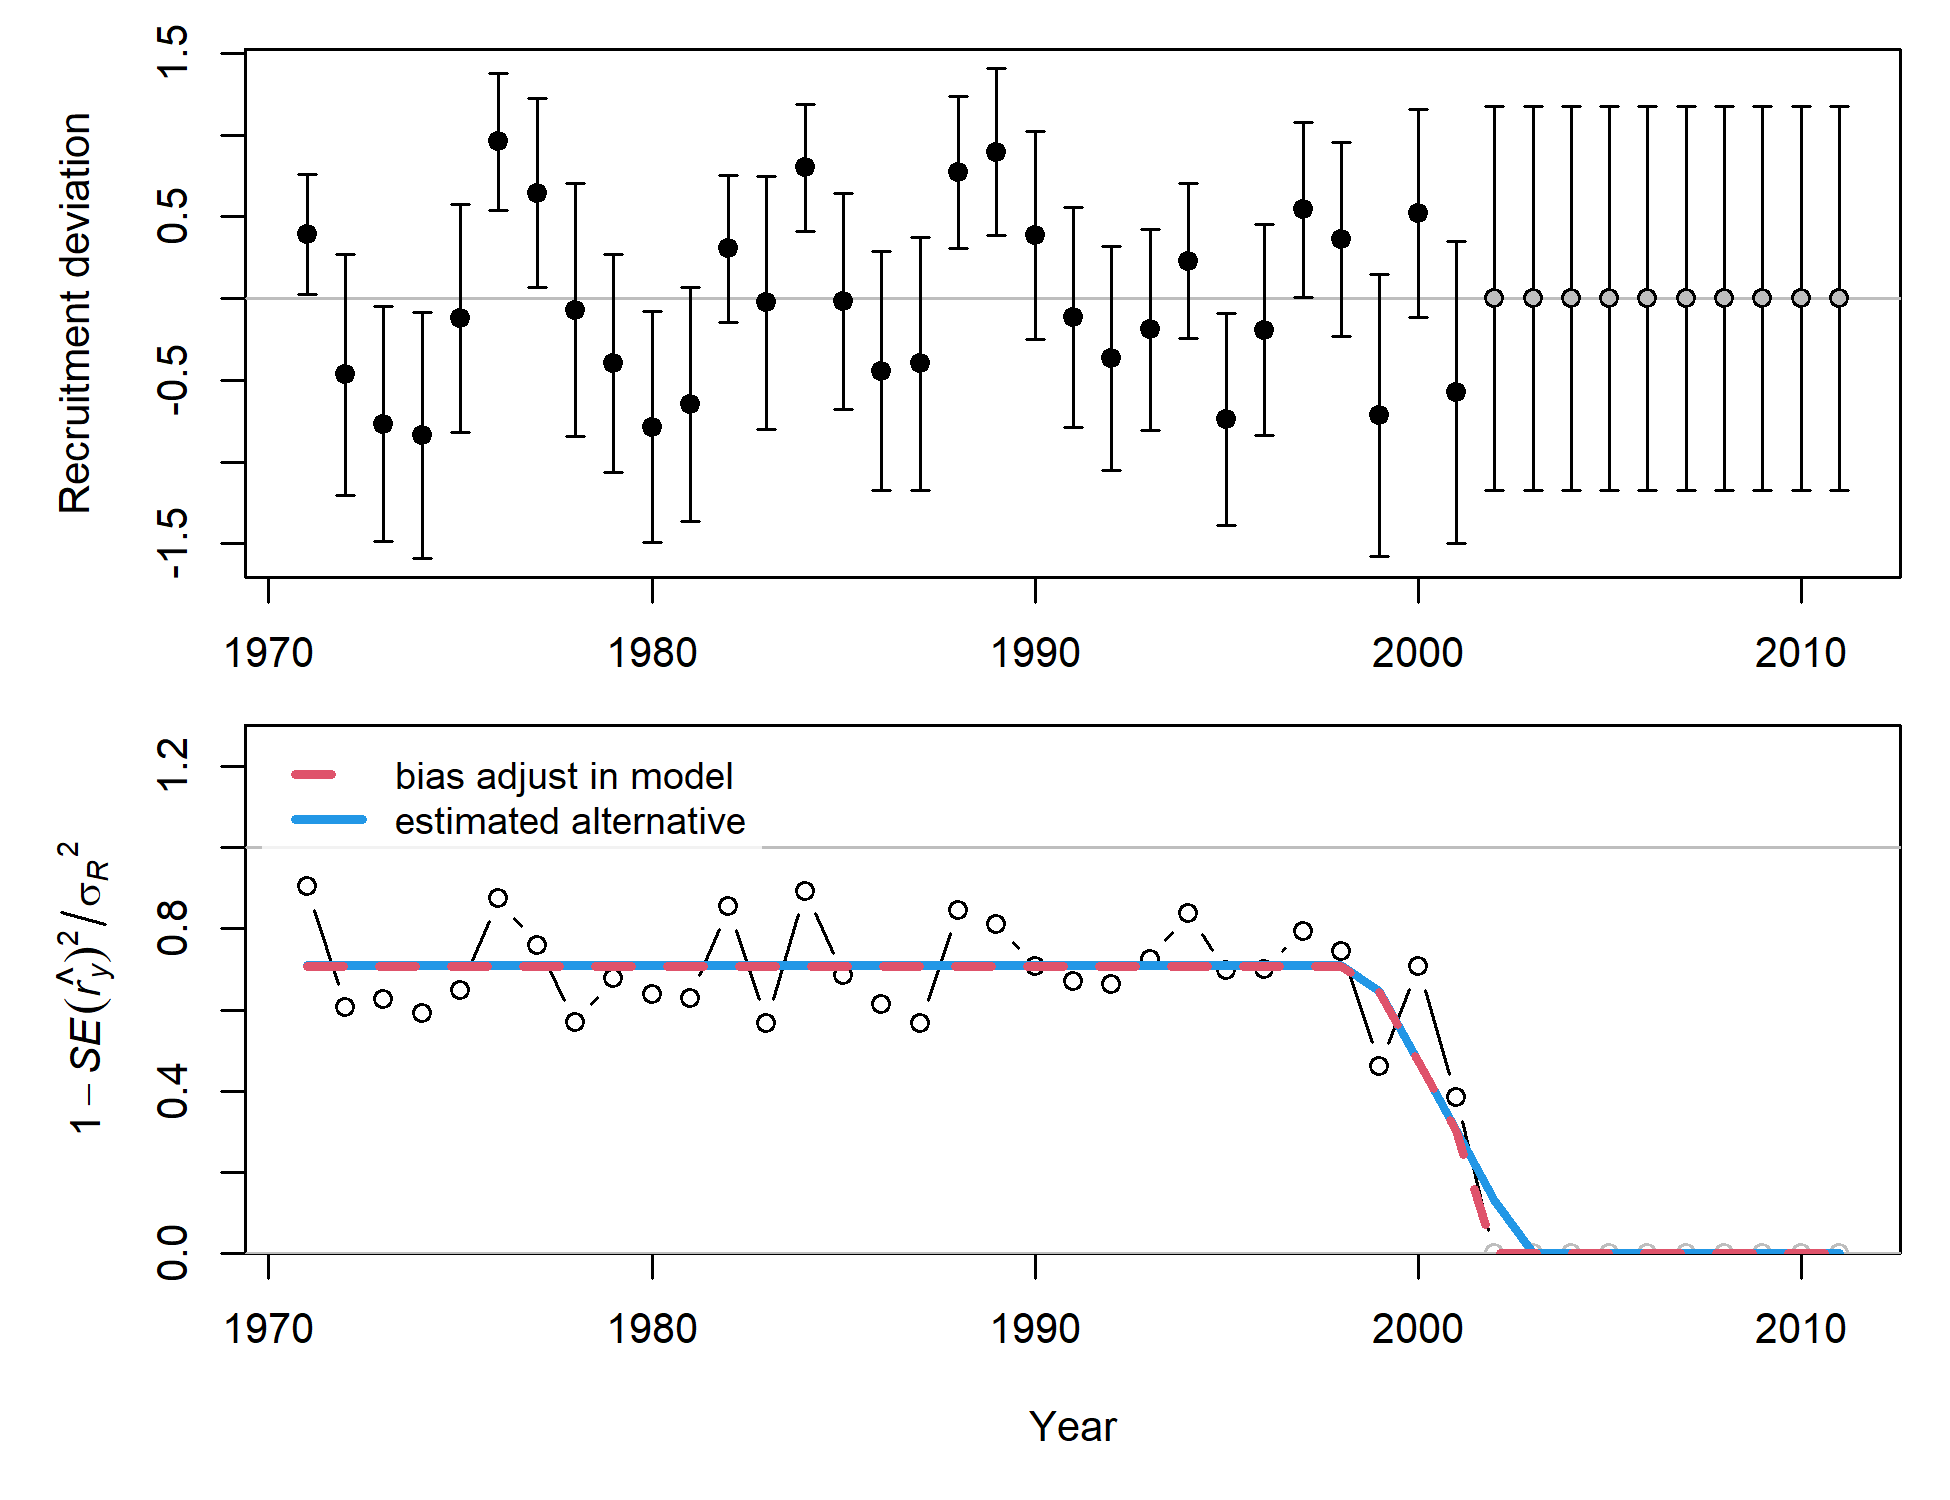 Recruitment deviation
1.5
0.5
-0.5
-1.5
1970 1980 1990 2000 2010
bias adjust in model
estimated alternative
1 − SE(r̂y)² / σR²
1.2
0.8
0.4
0.0
1970 1980 1990 2000 2010
Year